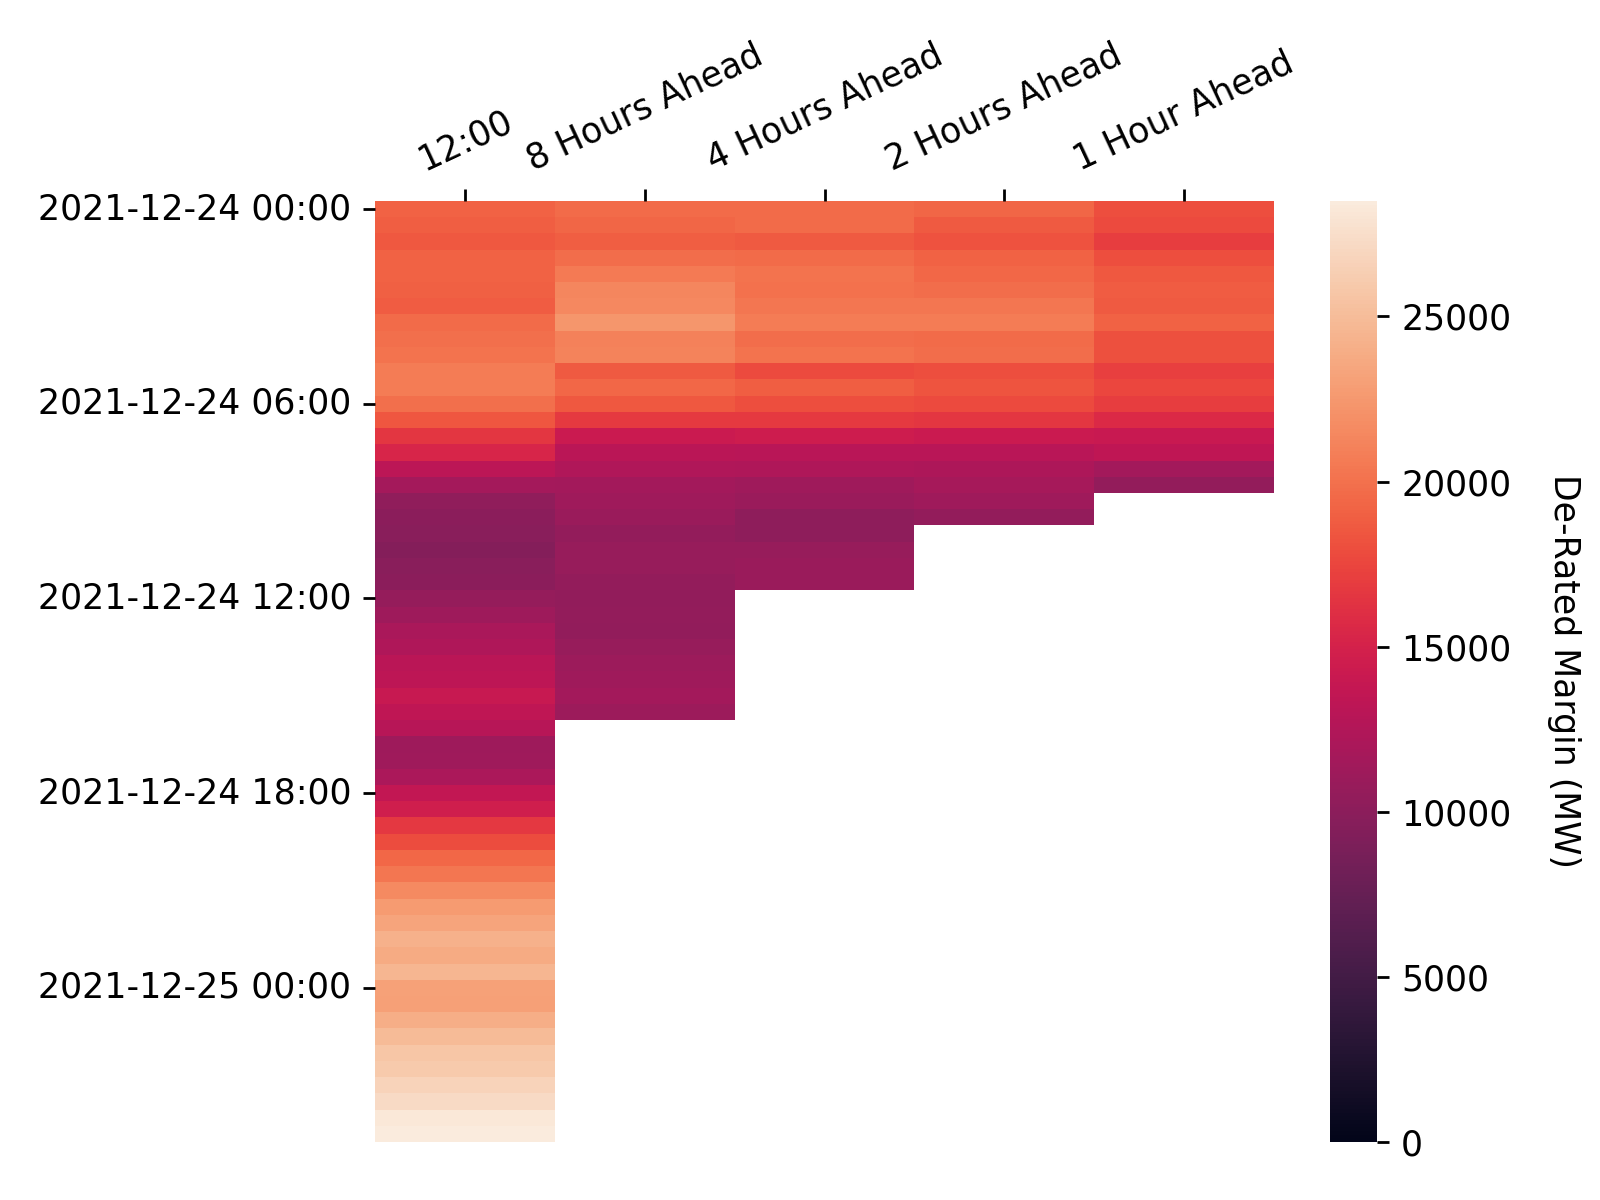 12:00
8 Hours Ahead
4 Hours Ahead
2 Hours Ahead
1 Hour Ahead
2021-12-24 00:00
2021-12-24 06:00
2021-12-24 12:00
2021-12-24 18:00
2021-12-25 00:00
25000
20000
15000
10000
5000
0
De-Rated Margin (MW)